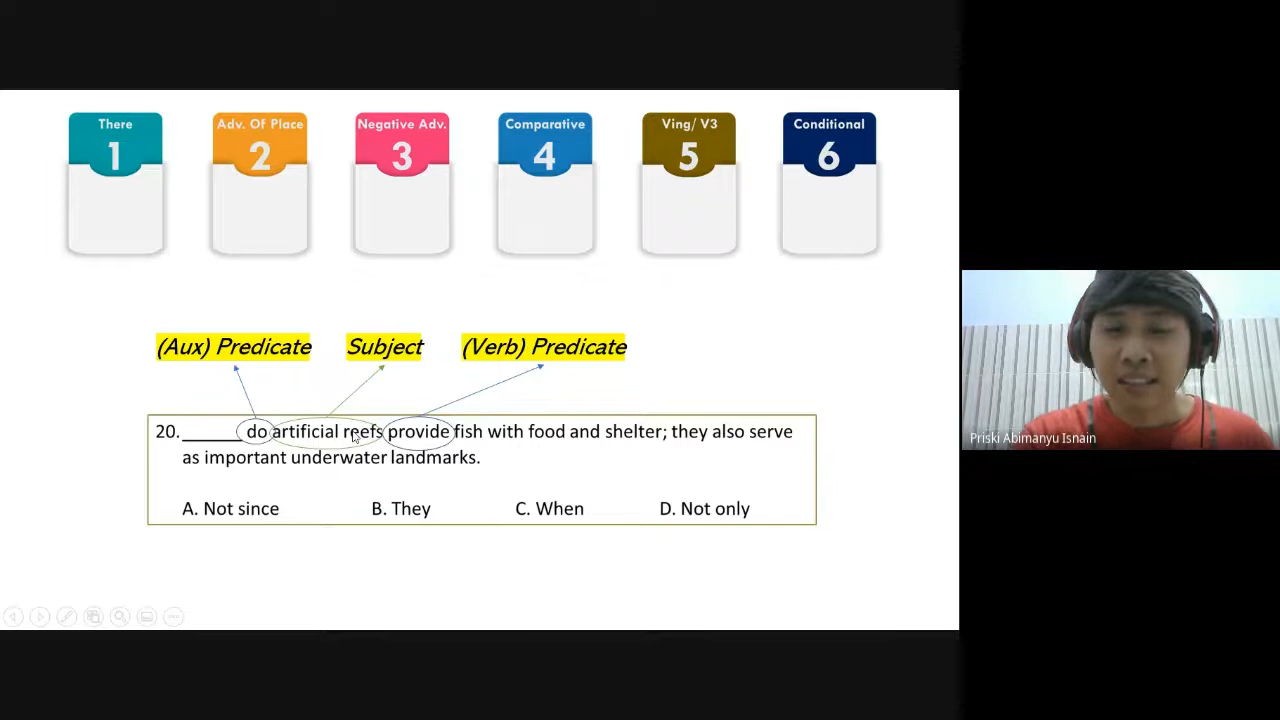 There
1
Adv. Of Place
2
Negative Adv.
3
Comparative
4
Ving/ V3
5
Conditional
6
(Aux) Predicate
Subject
(Verb) Predicate
20. ______ do artificial reefs provide fish with food and shelter; they also serve
as important underwater landmarks.
A. Not since
B. They
C. When
D. Not only
Priski Abimanyu Isnain